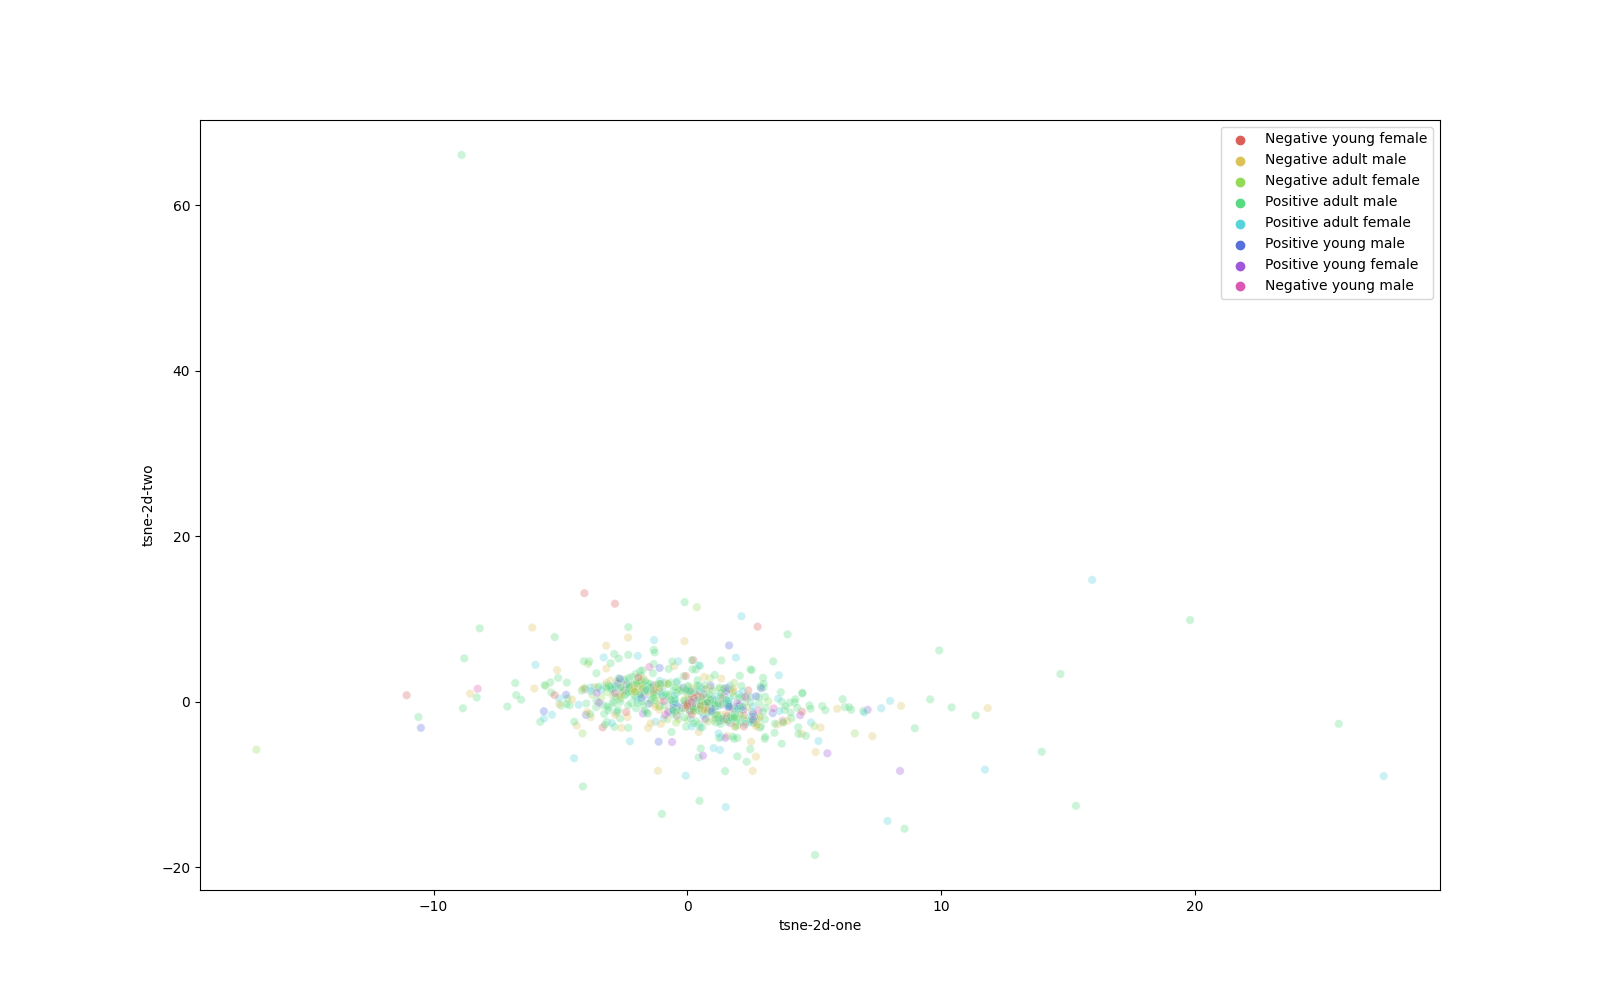 Negative young female
Negative adult male
Negative adult female
Positive adult male
Positive adult female
Positive young male
Positive young female
Negative young male
60
40
20
0
−20
tsne-2d-two
−10
0
10
20
tsne-2d-one